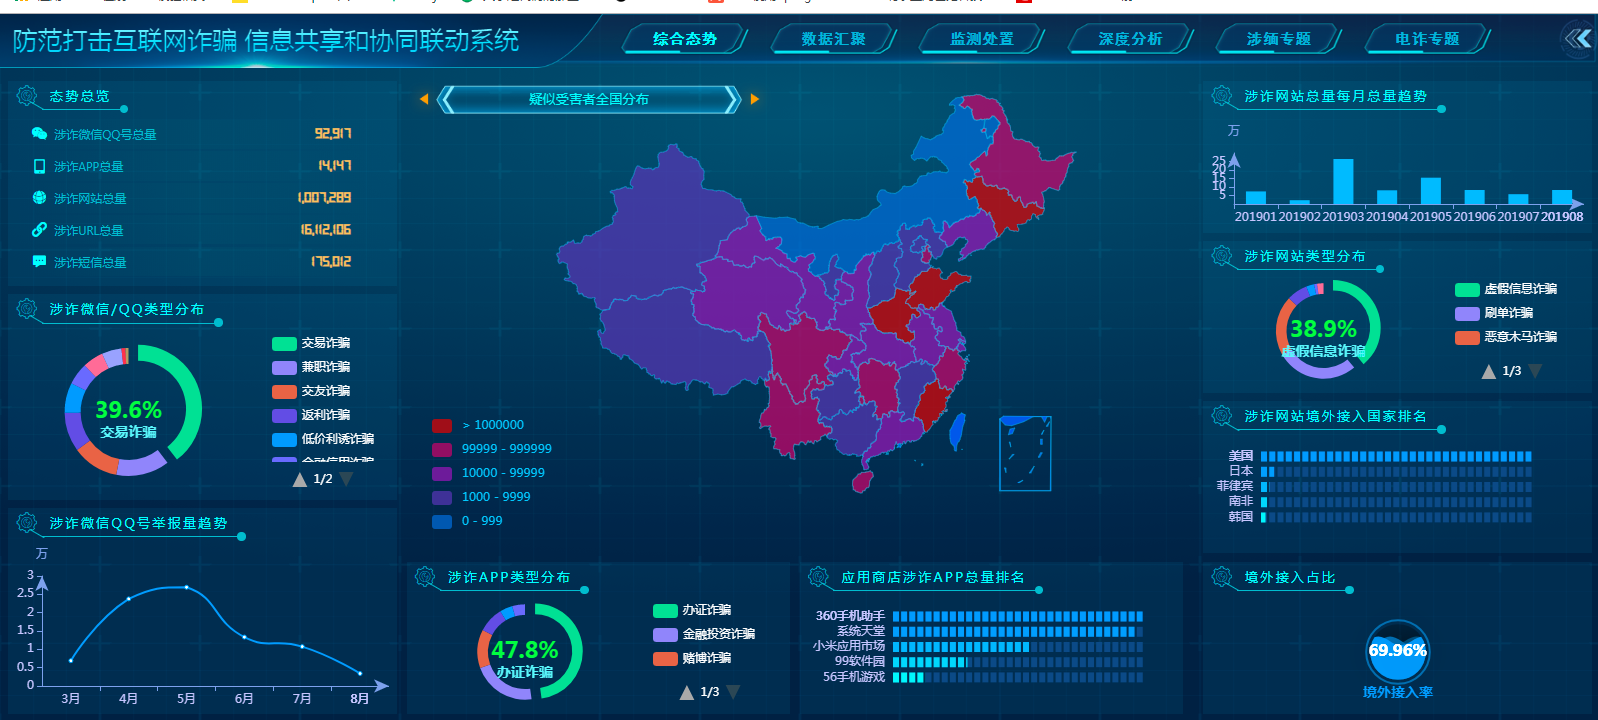 防范打击互联网诈骗 信息共享和协同联动系统
综合态势
数据汇聚
监测处置
深度分析
涉缅专题
电诈专题
态势总览
涉诈微信QQ号总量 92,917
涉诈APP总量 14,147
涉诈网站总量 1,007,289
涉诈URL总量 16,112,106
涉诈短信总量 175,012
涉诈微信/QQ类型分布
39.6%
交易诈骗
交易诈骗
兼职诈骗
交友诈骗
返利诈骗
低价利诱诈骗
金融信用诈骗
1/2
涉诈微信QQ号举报量趋势
万
3
2.5
2
1.5
1
0.5
0
3月 4月 5月 6月 7月 8月
疑似受害者全国分布
> 1000000
99999 - 999999
10000 - 99999
1000 - 9999
0 - 999
涉诈APP类型分布
47.8%
办证诈骗
办证诈骗
金融投资诈骗
赌博诈骗
1/3
应用商店涉诈APP总量排名
360手机助手
系统天堂
小米应用市场
99软件园
56手机游戏
涉诈网站总量每月总量趋势
万
25
20
15
10
5
201901 201902 201903 201904 201905 201906 201907 201908
涉诈网站类型分布
38.9%
虚假信息诈骗
虚假信息诈骗
刷单诈骗
恶意木马诈骗
1/3
涉诈网站境外接入国家排名
美国
日本
菲律宾
南非
韩国
境外接入占比
69.96%
境外接入率